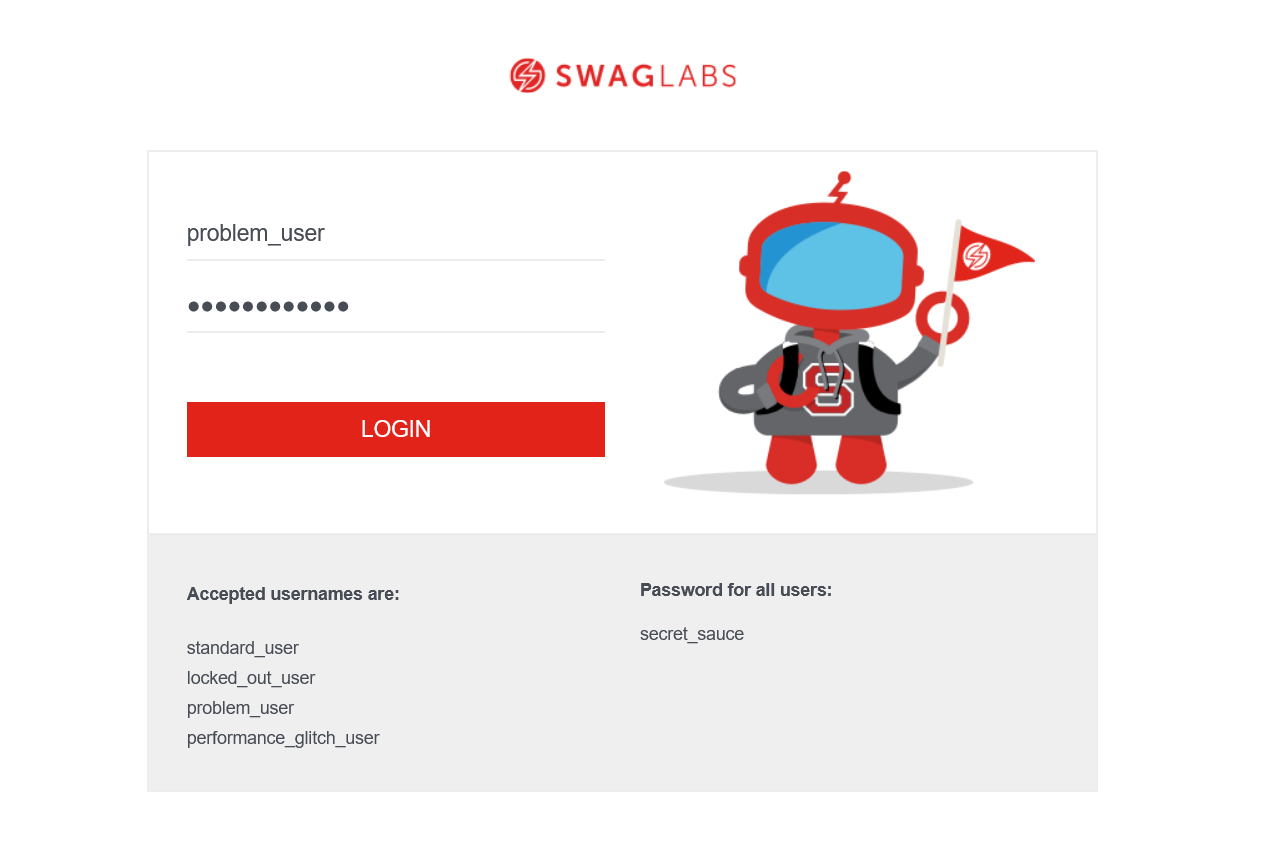 SWAGLABS
problem_user
●●●●●●●●●●●●
LOGIN
S
Accepted usernames are:
standard_user
locked_out_user
problem_user
performance_glitch_user
Password for all users:
secret_sauce